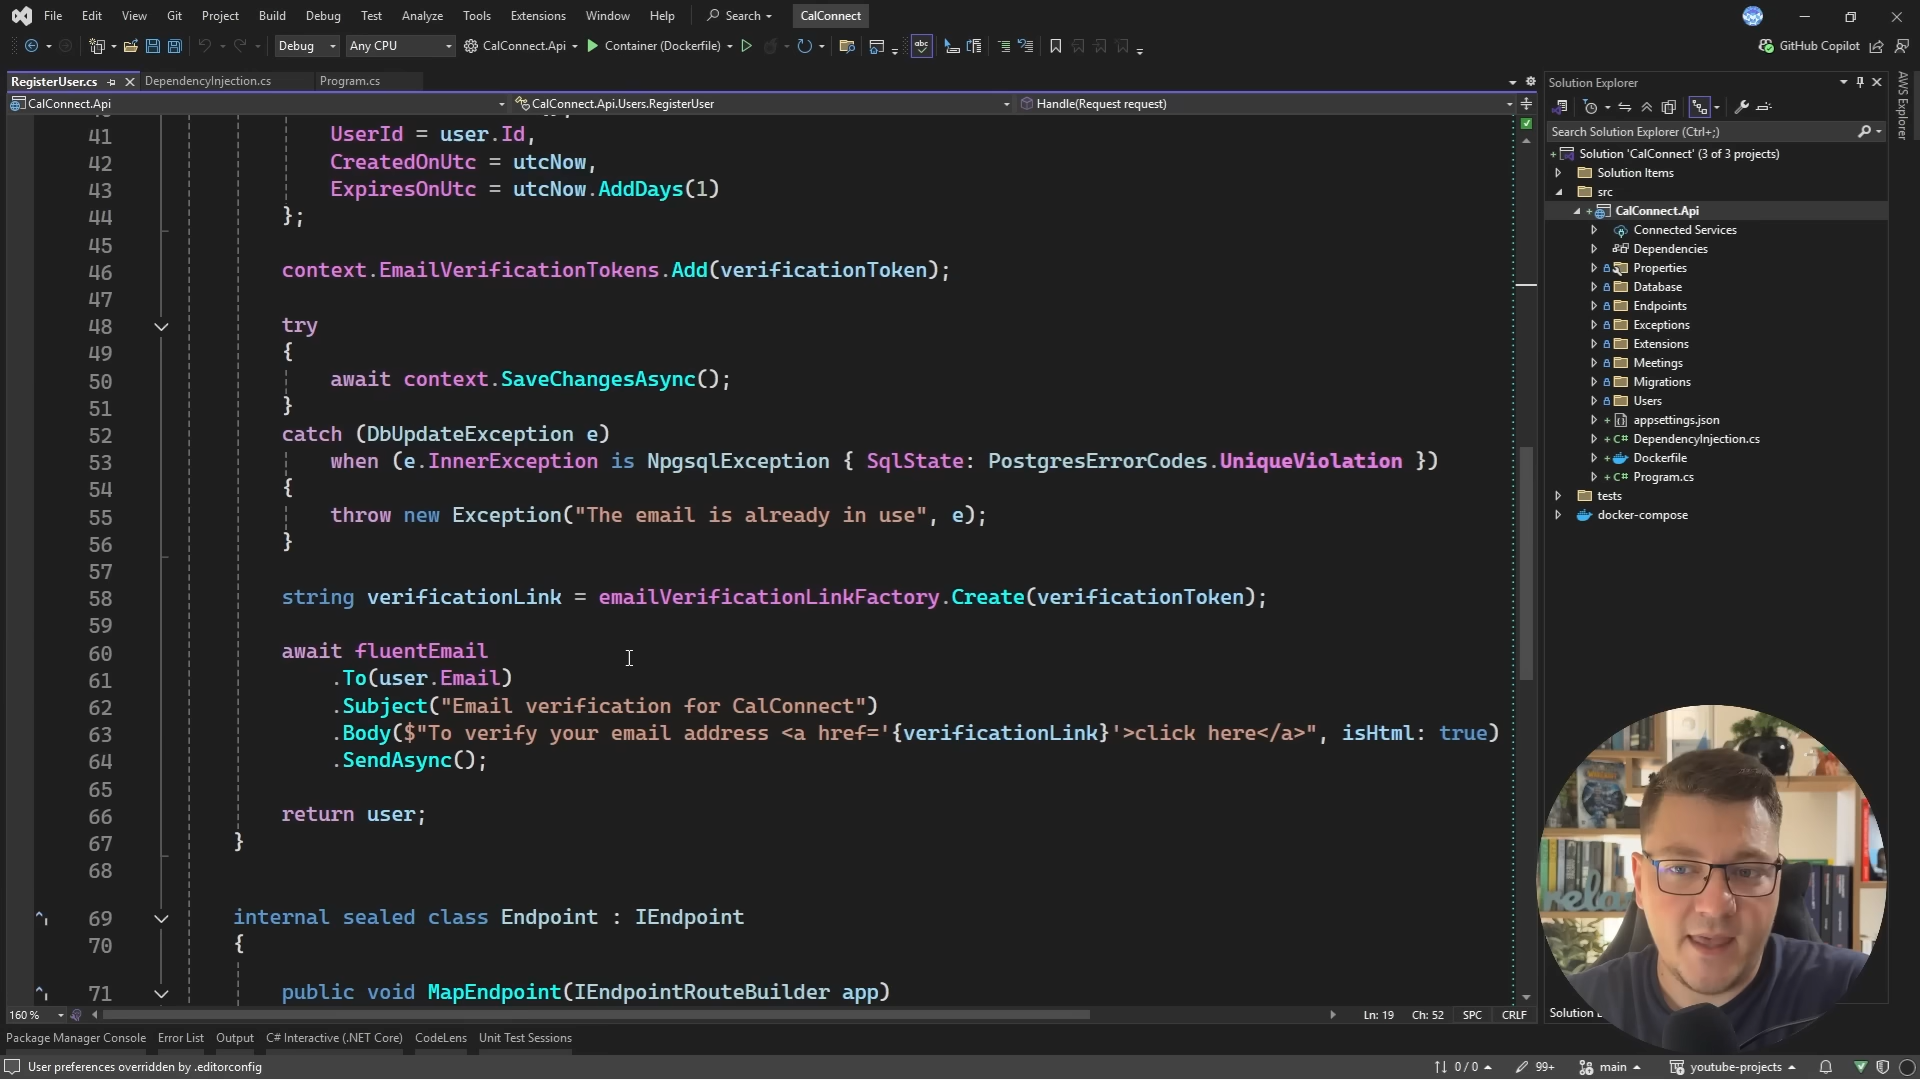 File Edit View Git Project Build Debug Test Analyze Tools Extensions Window Help Search CalConnect
Debug Any CPU CalConnect.Api Container (Dockerfile) abc GitHub Copilot
RegisterUser.cs DependencyInjection.cs Program.cs
CalConnect.Api CalConnect.Api.Users.RegisterUser Handle(Request request)
41 UserId = user.Id,
42 CreatedOnUtc = utcNow,
43 ExpiresOnUtc = utcNow.AddDays(1)
44 };
45
46 context.EmailVerificationTokens.Add(verificationToken);
47
48 try
49 {
50 await context.SaveChangesAsync();
51 }
52 catch (DbUpdateException e)
53 when (e.InnerException is NpgsqlException { SqlState: PostgresErrorCodes.UniqueViolation })
54 {
55 throw new Exception("The email is already in use", e);
56 }
57
58 string verificationLink = emailVerificationLinkFactory.Create(verificationToken);
59
60 await fluentEmail
61 .To(user.Email)
62 .Subject("Email verification for CalConnect")
63 .Body($"To verify your email address <a href='{verificationLink}'>click here</a>", isHtml: true)
64 .SendAsync();
65
66 return user;
67 }
68
69 internal sealed class Endpoint : IEndpoint
70 {
71 public void MapEndpoint(IEndpointRouteBuilder app)
160 % Ln: 19 Ch: 52 SPC CRLF
Solution Explorer
Search Solution Explorer (Ctrl+;)
Solution 'CalConnect' (3 of 3 projects)
Solution Items
src
CalConnect.Api
Connected Services
Dependencies
Properties
Database
Endpoints
Exceptions
Extensions
Meetings
Migrations
Users
appsettings.json
C# DependencyInjection.cs
Dockerfile
C# Program.cs
tests
docker-compose
AWS Explorer
Solution E
Package Manager Console Error List Output C# Interactive (.NET Core) CodeLens Unit Test Sessions
User preferences overridden by .editorconfig 0 / 0 99+ main youtube-projects